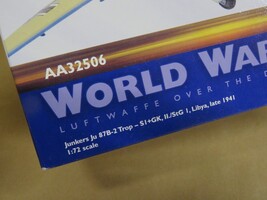 AA32506
WORLD WAR
LUFTWAFFE OVER THE D
Junkers Ju 87B-2 Trop – S1+GK, II./StG 1, Libya, late 1941
1:72 scale